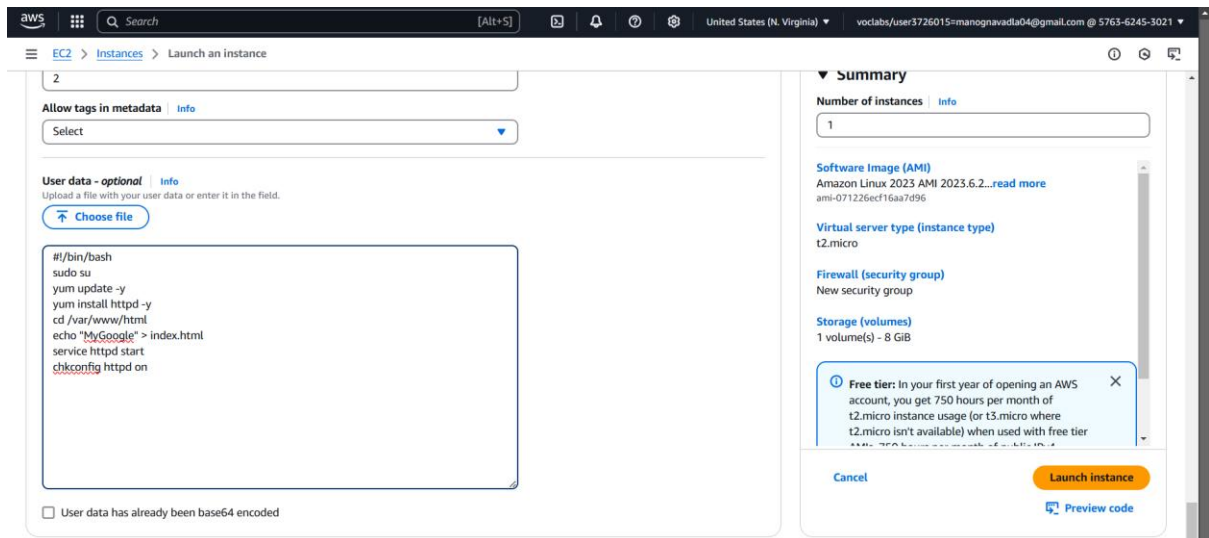 aws
Search
[Alt+S]
United States (N. Virginia)
voclabs/user3726015=manognavadla04@gmail.com @ 5763-6245-3021
EC2 > Instances > Launch an instance
2
Allow tags in metadata | Info
Select
User data - optional | Info
Upload a file with your user data or enter it in the field.
Choose file
#!/bin/bash
sudo su
yum update -y
yum install httpd -y
cd /var/www/html
echo "MyGoogle" > index.html
service httpd start
chkconfig httpd on
User data has already been base64 encoded
Summary
Number of instances | Info
1
Software Image (AMI)
Amazon Linux 2023 AMI 2023.6.2...read more
ami-071226ecf16aa7d96
Virtual server type (instance type)
t2.micro
Firewall (security group)
New security group
Storage (volumes)
1 volume(s) - 8 GiB
Free tier: In your first year of opening an AWS
account, you get 750 hours per month of
t2.micro instance usage (or t3.micro where
t2.micro isn't available) when used with free tier
AMIs, 750 hours per month of public IPv4
Cancel
Launch instance
Preview code